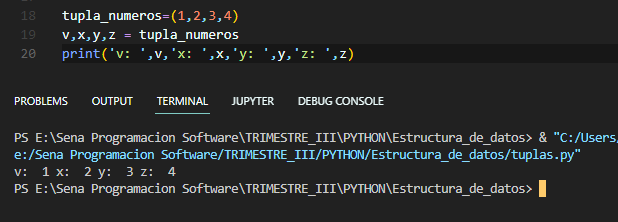 18 tupla_numeros=(1,2,3,4)
19 v,x,y,z = tupla_numeros
20 print('v: ',v,'x: ',x,'y: ',y,'z: ',z)
PROBLEMS OUTPUT TERMINAL JUPYTER DEBUG CONSOLE
PS E:\Sena Programacion Software\TRIMESTRE_III\PYTHON\Estructura_de_datos> & "C:/Users/
e:/Sena Programacion Software/TRIMESTRE_III/PYTHON/Estructura_de_datos/tuplas.py"
v:  1 x:  2 y:  3 z:  4
PS E:\Sena Programacion Software\TRIMESTRE_III\PYTHON\Estructura_de_datos>